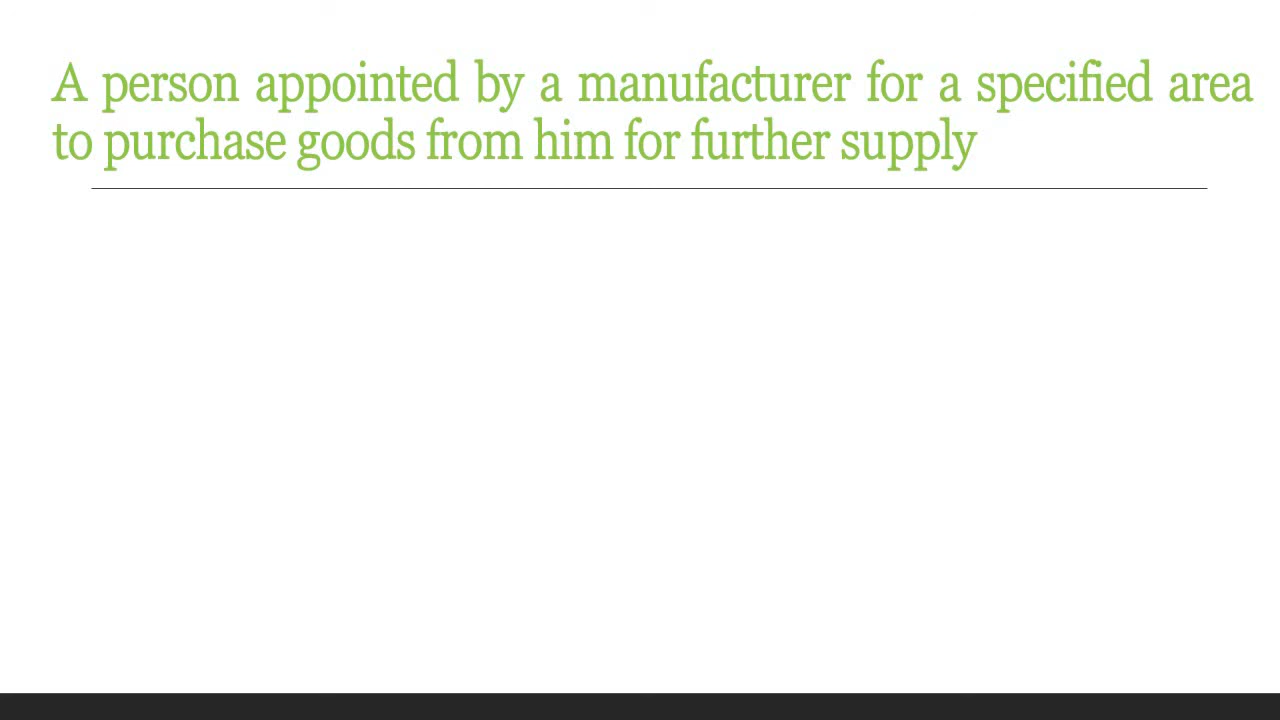 A person appointed by a manufacturer for a specified area
to purchase goods from him for further supply